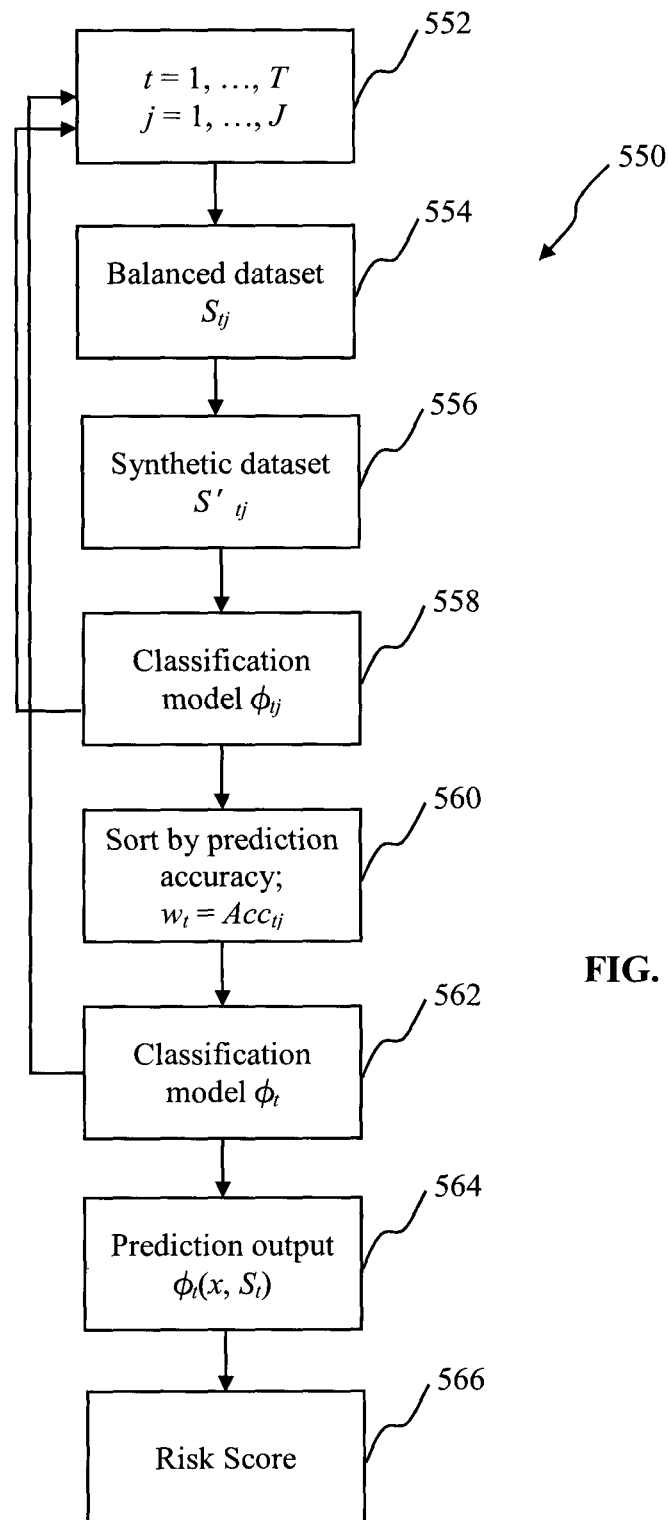 552
t = 1, …, T
j = 1, …, J
550
554
Balanced dataset
S_tj
556
Synthetic dataset
S′ tj
558
Classification
model ϕ_tj
560
Sort by prediction
accuracy;
w_t = Acc_tj
FIG.
562
Classification
model ϕ_t
564
Prediction output
ϕ_t(x, S_t)
566
Risk Score